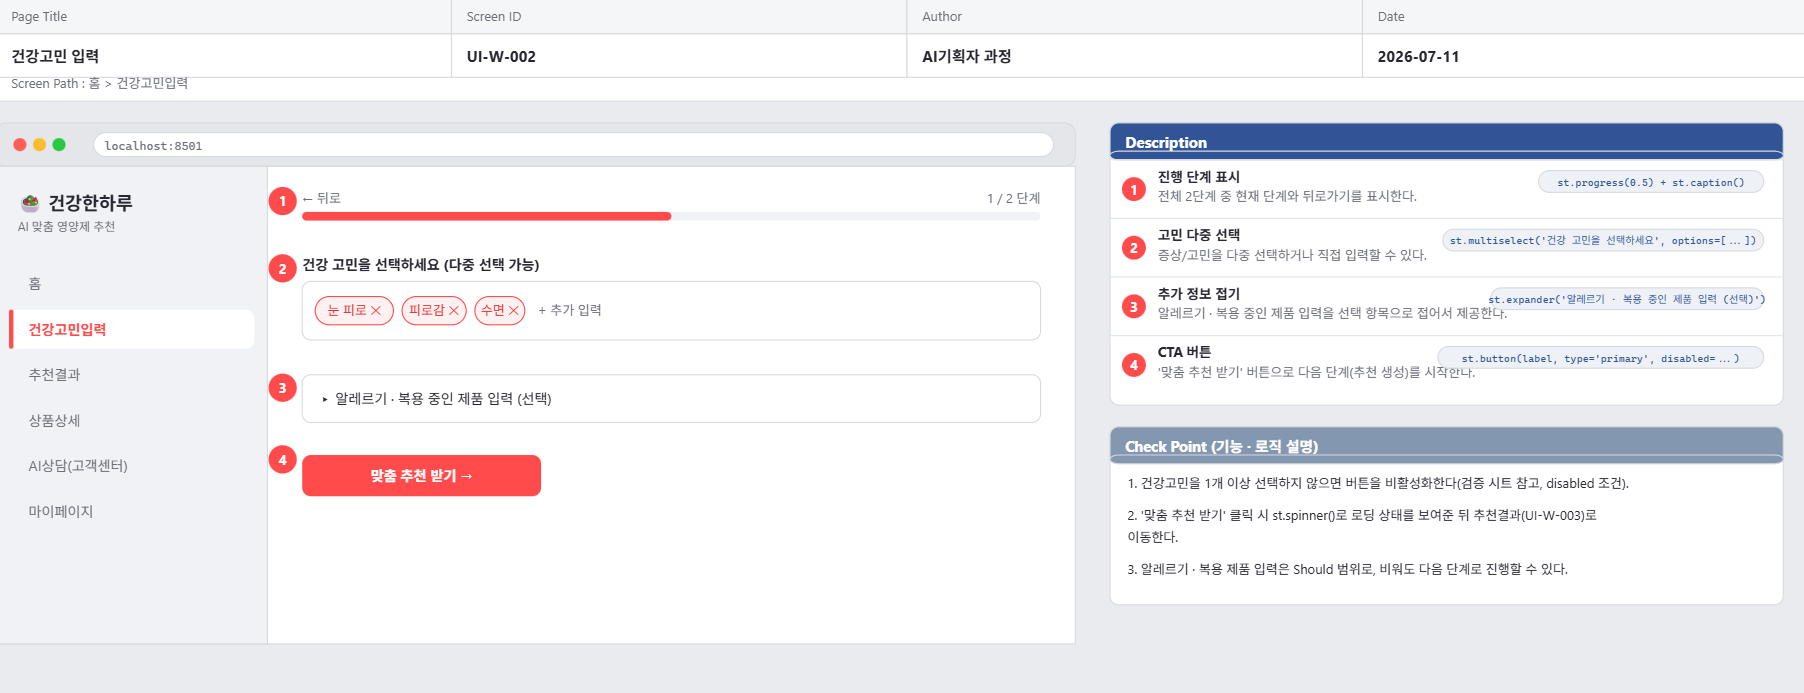 Page Title
Screen ID
Author
Date
건강고민 입력
UI-W-002
AI기획자 과정
2026-07-11
Screen Path : 홈 > 건강고민입력
localhost:8501
건강한하루
AI 맞춤 영양제 추천
홈
건강고민입력
추천결과
상품상세
AI상담(고객센터)
마이페이지
1
← 뒤로
1 / 2 단계
2
건강 고민을 선택하세요 (다중 선택 가능)
눈 피로 ×
피로감 ×
수면 ×
+ 추가 입력
3
▸ 알레르기 · 복용 중인 제품 입력 (선택)
4
맞춤 추천 받기 →
Description
1
진행 단계 표시
st.progress(0.5) + st.caption()
전체 2단계 중 현재 단계와 뒤로가기를 표시한다.
2
고민 다중 선택
st.multiselect('건강 고민을 선택하세요', options=[...])
증상/고민을 다중 선택하거나 직접 입력할 수 있다.
3
추가 정보 접기
st.expander('알레르기 · 복용 중인 제품 입력 (선택)')
알레르기 · 복용 중인 제품 입력을 선택 항목으로 접어서 제공한다.
4
CTA 버튼
st.button(label, type='primary', disabled=...)
'맞춤 추천 받기' 버튼으로 다음 단계(추천 생성)를 시작한다.
Check Point (기능 · 로직 설명)
1. 건강고민을 1개 이상 선택하지 않으면 버튼을 비활성화한다(검증 시트 참고, disabled 조건).
2. '맞춤 추천 받기' 클릭 시 st.spinner()로 로딩 상태를 보여준 뒤 추천결과(UI-W-003)로
이동한다.
3. 알레르기 · 복용 제품 입력은 Should 범위로, 비워도 다음 단계로 진행할 수 있다.